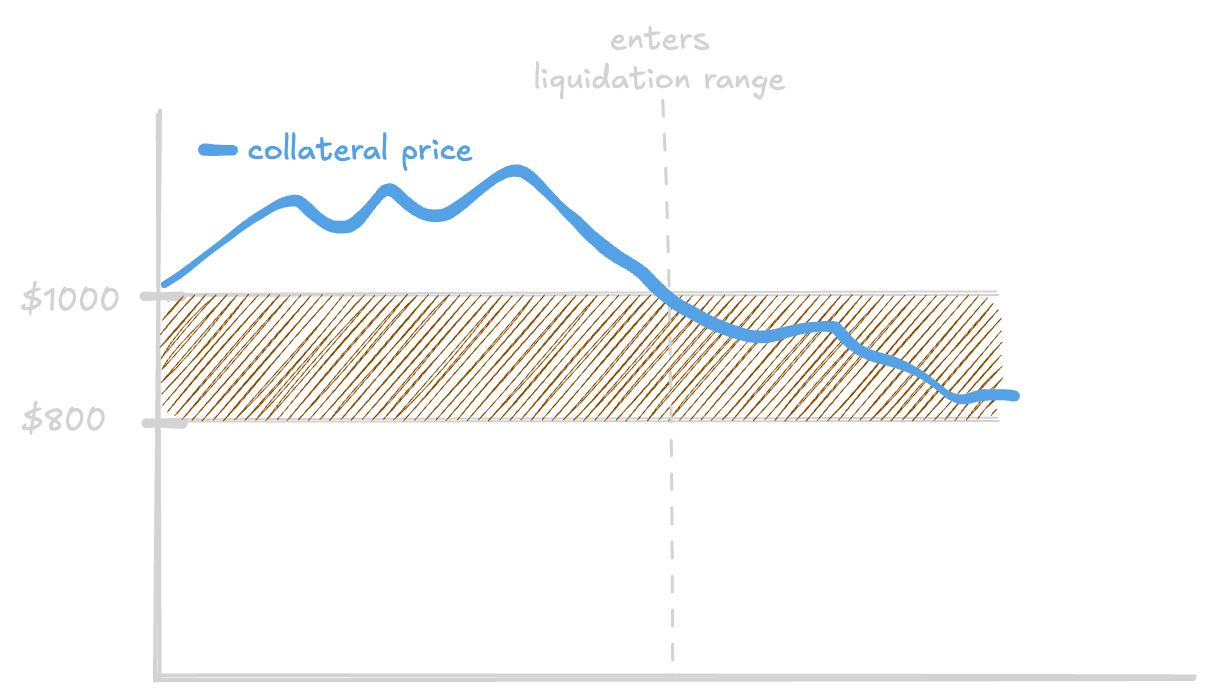 enters
liquidation range
collateral price
$1000
$800